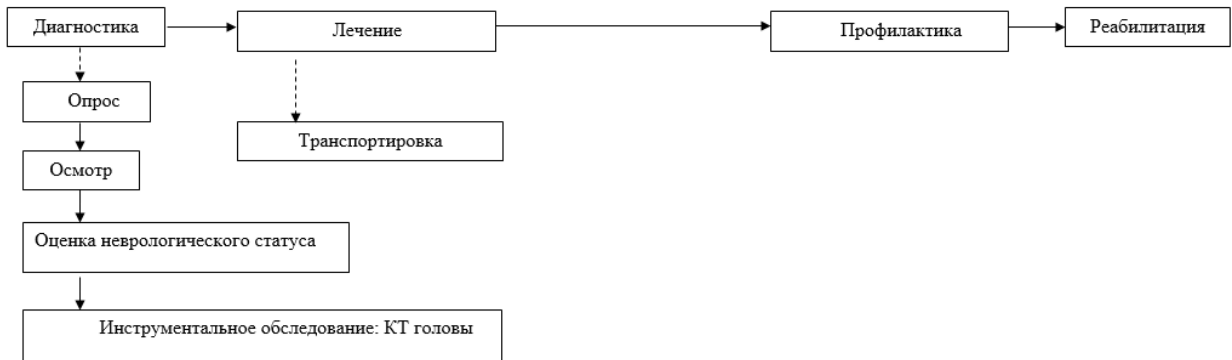 Диагностика
Лечение
Профилактика
Реабилитация
Опрос
Транспортировка
Осмотр
Оценка неврологического статуса
Инструментальное обследование: КТ головы